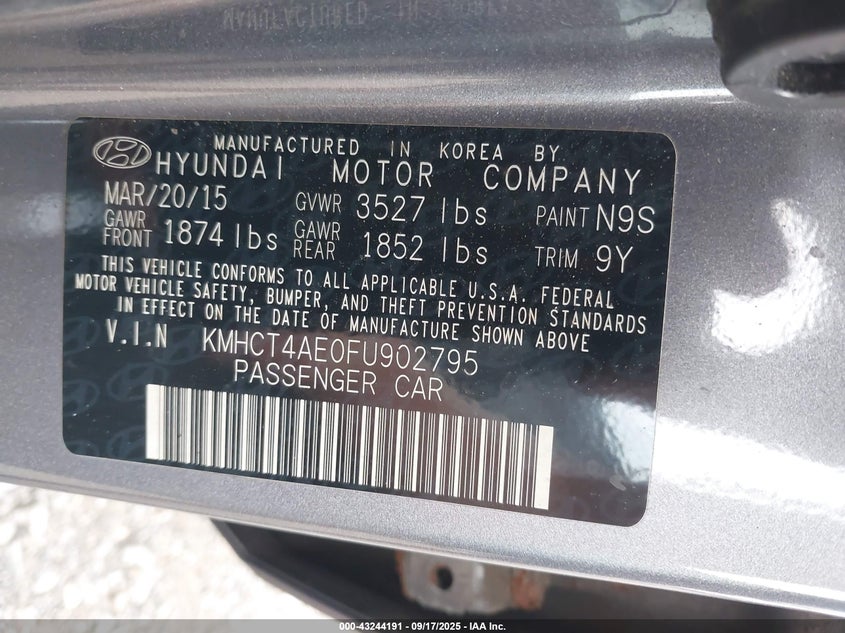 MANUFACTURED IN KOREA BY
HYUNDAI MOTOR COMPANY
MAR/20/15 GVWR 3527 lbs PAINT N9S
GAWR FRONT 1874 lbs GAWR REAR 1852 lbs TRIM 9Y
THIS VEHICLE CONFORMS TO ALL APPLICABLE U.S.A. FEDERAL
MOTOR VEHICLE SAFETY, BUMPER, AND THEFT PREVENTION STANDARDS
IN EFFECT ON THE DATE OF MANUFACTURE SHOWN ABOVE
V.I.N KMHCT4AE0FU902795
PASSENGER CAR
000-43244191 - 09/17/2025 - IAA Inc.